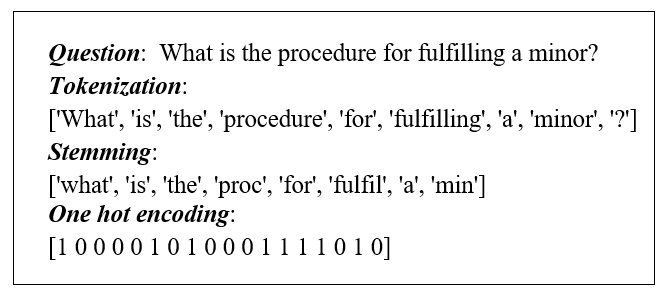 Question: What is the procedure for fulfilling a minor?
Tokenization:
['What', 'is', 'the', 'procedure', 'for', 'fulfilling', 'a', 'minor', '?']
Stemming:
['what', 'is', 'the', 'proc', 'for', 'fulfil', 'a', 'min']
One hot encoding:
[1 0 0 0 0 1 0 1 0 0 0 1 1 1 1 0 1 0]